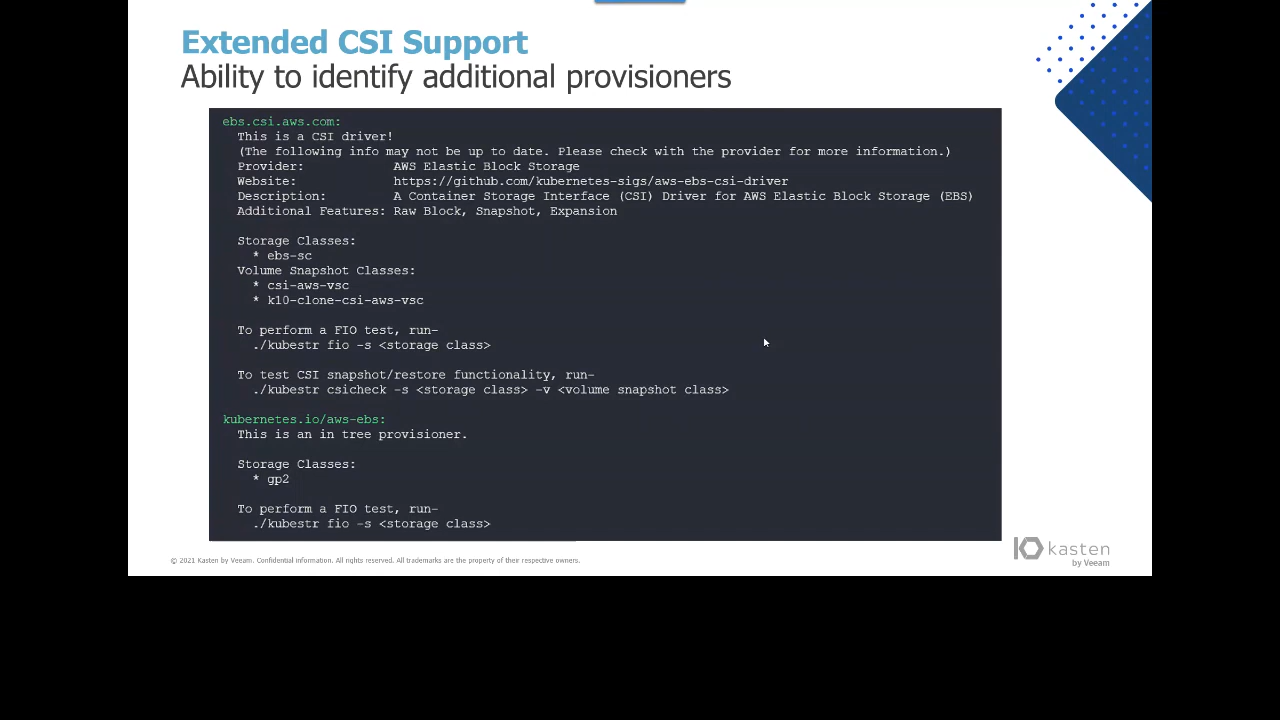 Extended CSI Support
Ability to identify additional provisioners
ebs.csi.aws.com:
This is a CSI driver!
(The following info may not be up to date. Please check with the provider for more information.)
Provider: AWS Elastic Block Storage
Website: https://github.com/kubernetes-sigs/aws-ebs-csi-driver
Description: A Container Storage Interface (CSI) Driver for AWS Elastic Block Storage (EBS)
Additional Features: Raw Block, Snapshot, Expansion
Storage Classes:
* ebs-sc
Volume Snapshot Classes:
* csi-aws-vsc
* k10-clone-csi-aws-vsc
To perform a FIO test, run-
./kubestr fio -s <storage class>
To test CSI snapshot/restore functionality, run-
./kubestr csicheck -s <storage class> -v <volume snapshot class>
kubernetes.io/aws-ebs:
This is an in tree provisioner.
Storage Classes:
* gp2
To perform a FIO test, run-
./kubestr fio -s <storage class>
© 2021 Kasten by Veeam. Confidential information. All rights reserved. All trademarks are the property of their respective owners.
kasten
by Veeam